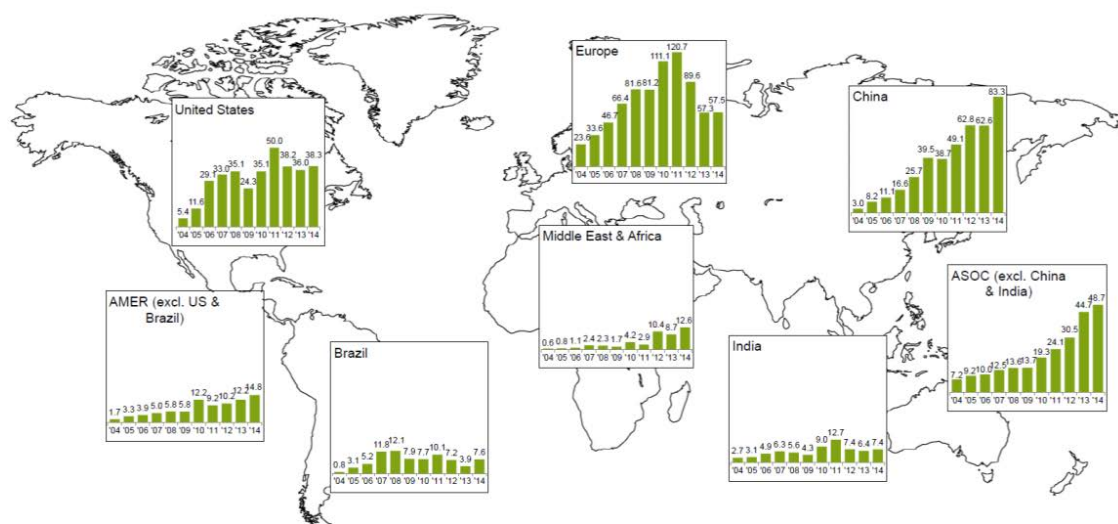 United States
5.4 11.6 29.1 33.0 35.1 24.3 35.1 50.0 38.2 36.0 38.3
'04 '05 '06 '07 '08 '09 '10 '11 '12 '13 '14
Europe
23.6 33.6 46.7 66.4 81.6 81.2 111.1 120.7 89.6 57.3 57.5
'04 '05 '06 '07 '08 '09 '10 '11 '12 '13 '14
China
3.0 8.2 11.1 16.6 25.7 39.5 38.7 49.1 62.8 62.6 83.3
'04 '05 '06 '07 '08 '09 '10 '11 '12 '13 '14
Middle East & Africa
0.6 0.8 1.1 2.4 2.3 1.7 4.2 2.9 10.4 8.7 12.6
'04 '05 '06 '07 '08 '09 '10 '11 '12 '13 '14
AMER (excl. US &
Brazil)
1.7 3.3 3.9 5.0 5.8 5.8 12.2 9.2 10.2 12.2 14.8
'04 '05 '06 '07 '08 '09 '10 '11 '12 '13 '14
Brazil
0.8 3.1 5.2 11.8 12.1 7.9 7.7 10.1 7.2 3.9 7.6
'04 '05 '06 '07 '08 '09 '10 '11 '12 '13 '14
India
2.7 3.1 4.9 6.3 5.6 4.3 9.0 12.7 7.4 6.4 7.4
'04 '05 '06 '07 '08 '09 '10 '11 '12 '13 '14
ASOC (excl. China
& India)
7.2 9.2 10.0 12.5 13.6 13.7 19.3 24.1 30.5 44.7 48.7
'04 '05 '06 '07 '08 '09 '10 '11 '12 '13 '14